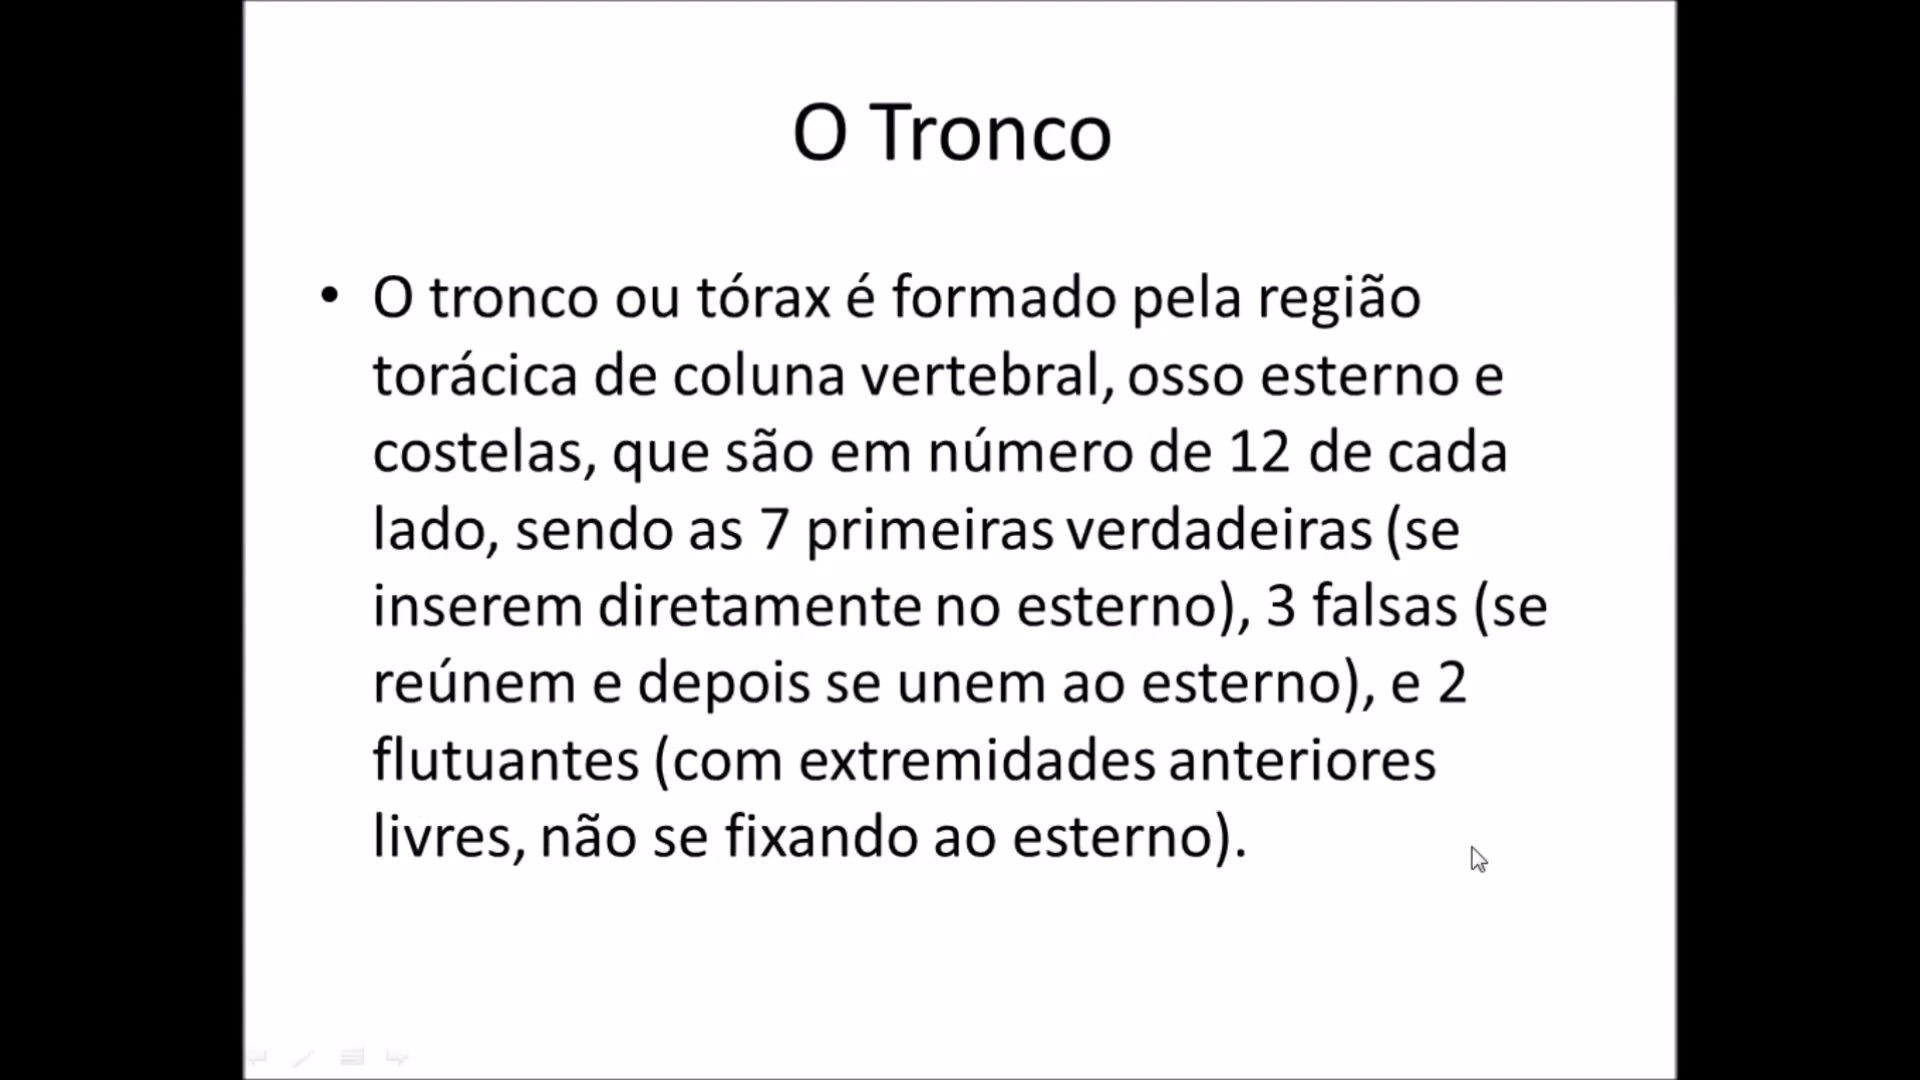 O Tronco
• O tronco ou tórax é formado pela região
torácica de coluna vertebral, osso esterno e
costelas, que são em número de 12 de cada
lado, sendo as 7 primeiras verdadeiras (se
inserem diretamente no esterno), 3 falsas (se
reúnem e depois se unem ao esterno), e 2
flutuantes (com extremidades anteriores
livres, não se fixando ao esterno).